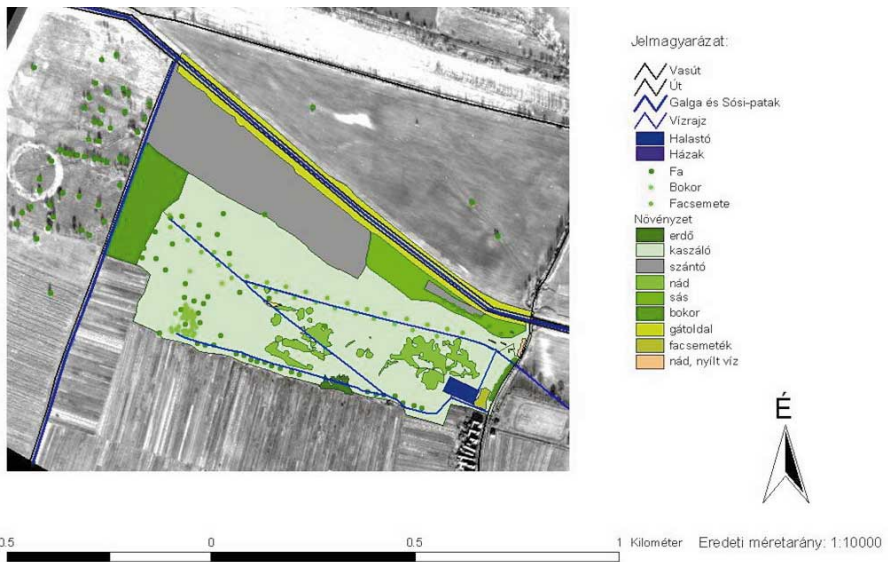 Jelmagyarázat:
Vasút
Út
Galga és Sósi-patak
Vízrajz
Halastó
Házak
Fa
Bokor
Facsemete
Növényzet
erdő
kaszáló
szántó
nád
sás
bokor
gátoldal
facsemeték
nád, nyílt víz
É
0.5 0 0.5 1 Kilométer Eredeti méretarány: 1:10000